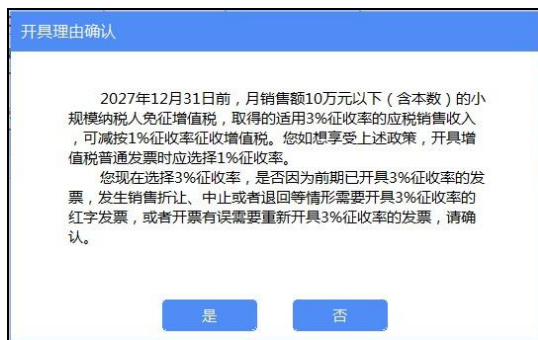 开具理由确认
2027年12月31日前，月销售额10万元以下（含本数）的小
规模纳税人免征增值税，取得的适用3%征收率的应税销售收入
，可减按1%征收率征收增值税。您如想享受上述政策，开具增
值税普通发票时应选择1%征收率。
您现在选择3%征收率，是否因为前期已开具3%征收率的发
票，发生销售折让、中止或者退回等情形需要开具3%征收率的
红字发票，或者开票有误需要重新开具3%征收率的发票，请确
认。
是
否